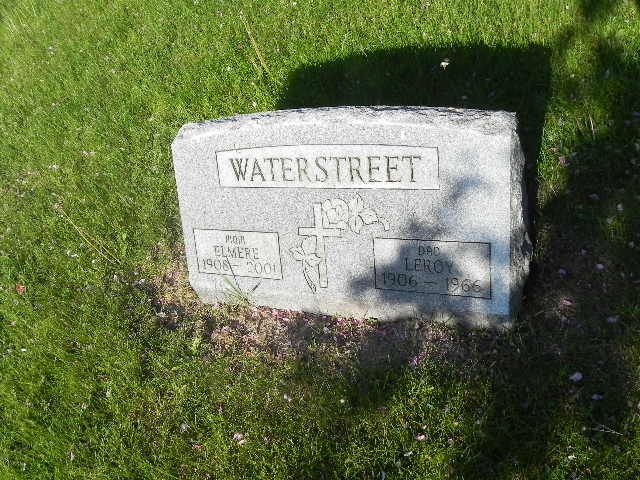 WATERSTREET
MOM
ELMERE
1908 - 2001
DAD
LEROY
1906 - 1966